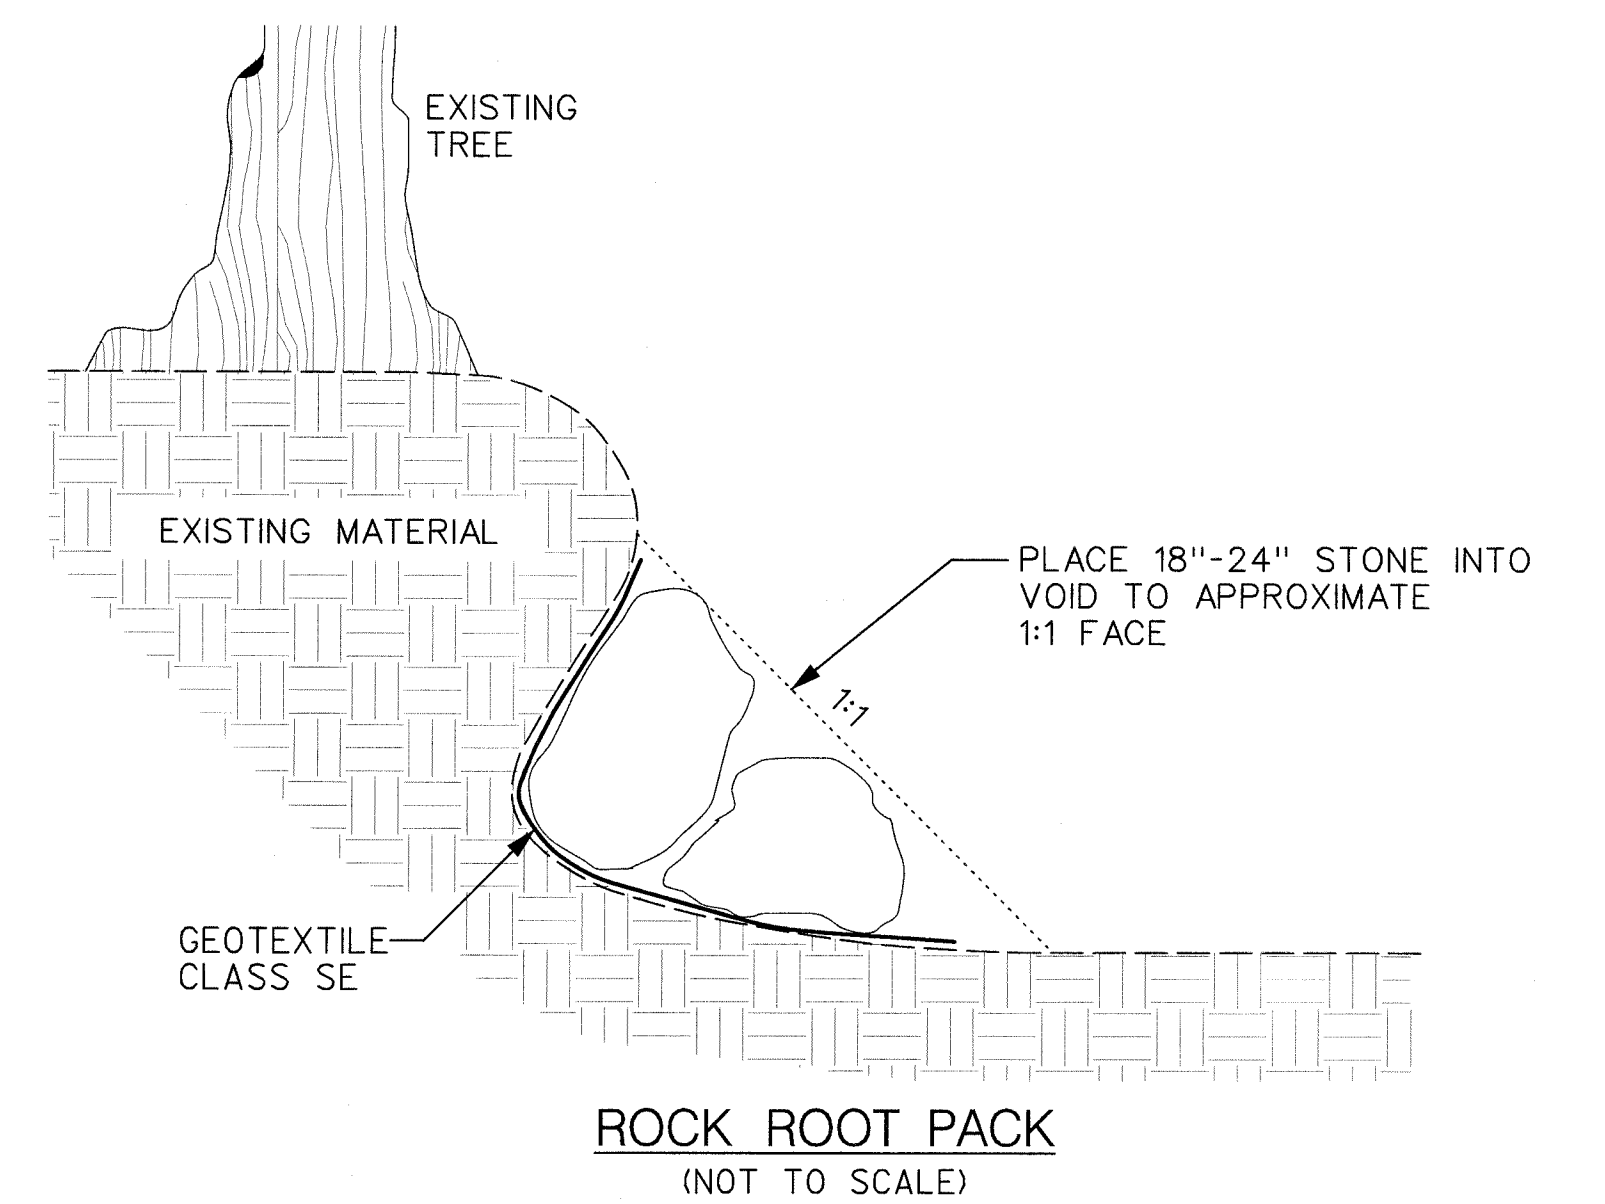 EXISTING
TREE
EXISTING MATERIAL
PLACE 18"-24" STONE INTO
VOID TO APPROXIMATE
1:1 FACE
1:1
GEOTEXTILE
CLASS SE
ROCK ROOT PACK
(NOT TO SCALE)